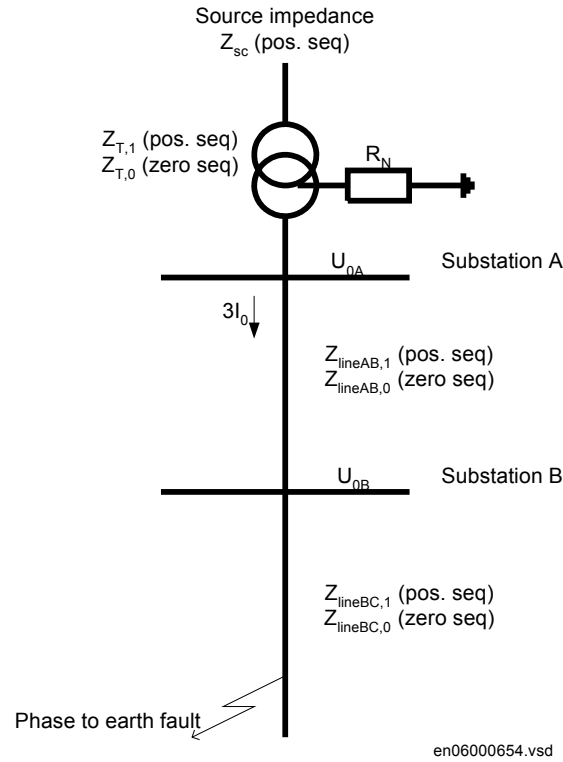 Source impedance
Z_sc (pos. seq)
Z_T,1 (pos. seq)
Z_T,0 (zero seq)
R_N
U_0A
Substation A
3I_0
Z_lineAB,1 (pos. seq)
Z_lineAB,0 (zero seq)
U_0B
Substation B
Z_lineBC,1 (pos. seq)
Z_lineBC,0 (zero seq)
Phase to earth fault
en06000654.vsd